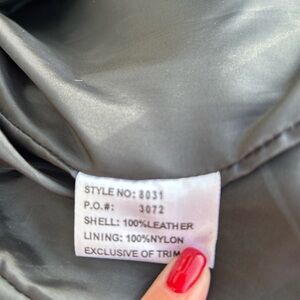 STYLE NO: 8031
P.O.#: 3072
SHELL: 100%LEATHER
LINING: 100%NYLON
EXCLUSIVE OF TRIM